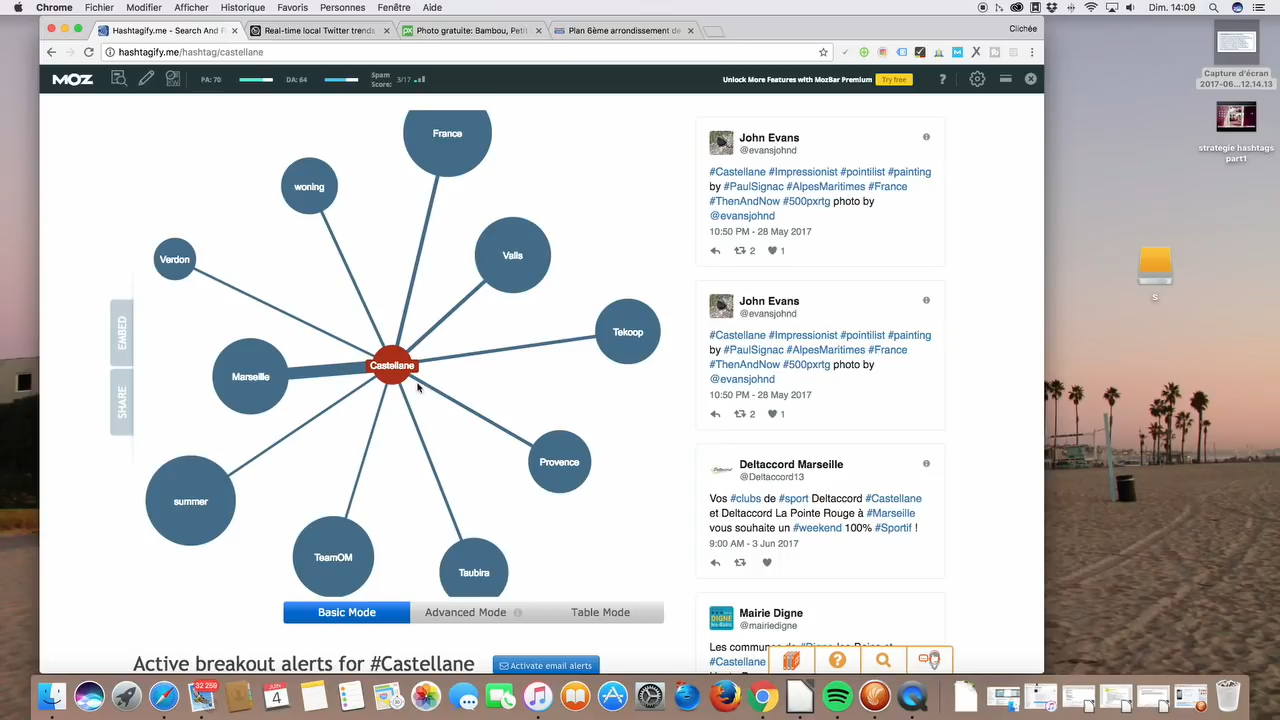 Chrome Fichier Modifier Afficher Historique Favoris Personnes Fenêtre Aide
Dim. 14:09
Hashtagify.me - Search And F
Real-time local Twitter trends
Photo gratuite: Bambou, Peti
Plan 6ème arrondissement de
Clichée
hashtagify.me/hashtag/castellane
MOZ
PA: 70
DA: 64
Spam
Score:
3/17
Unlock More Features with MozBar Premium
Try free
France
woning
Valls
Verdon
Tekoop
Castellane
Marseille
Provence
summer
TeamOM
Taubira
EMBED
SHARE
Basic Mode
Advanced Mode
Table Mode
Active breakout alerts for #Castellane
Activate email alerts
John Evans
@evansjohnd
#Castellane #Impressionist #pointilist #painting
by #PaulSignac #AlpesMaritimes #France
#ThenAndNow #500pxrtg photo by
@evansjohnd
10:50 PM - 28 May 2017
2 1
John Evans
@evansjohnd
#Castellane #Impressionist #pointilist #painting
by #PaulSignac #AlpesMaritimes #France
#ThenAndNow #500pxrtg photo by
@evansjohnd
10:50 PM - 28 May 2017
2 1
Deltaccord Marseille
@Deltaccord13
Vos #clubs de #sport Deltaccord #Castellane
et Deltaccord La Pointe Rouge à #Marseille
vous souhaite un #weekend 100% #Sportif !
9:00 AM - 3 Jun 2017
Mairie Digne
@mairiedigne
#Castellane
Capture d'écran
2017-06...12.14.13
strategie hashtags
part1
S
32 259
4